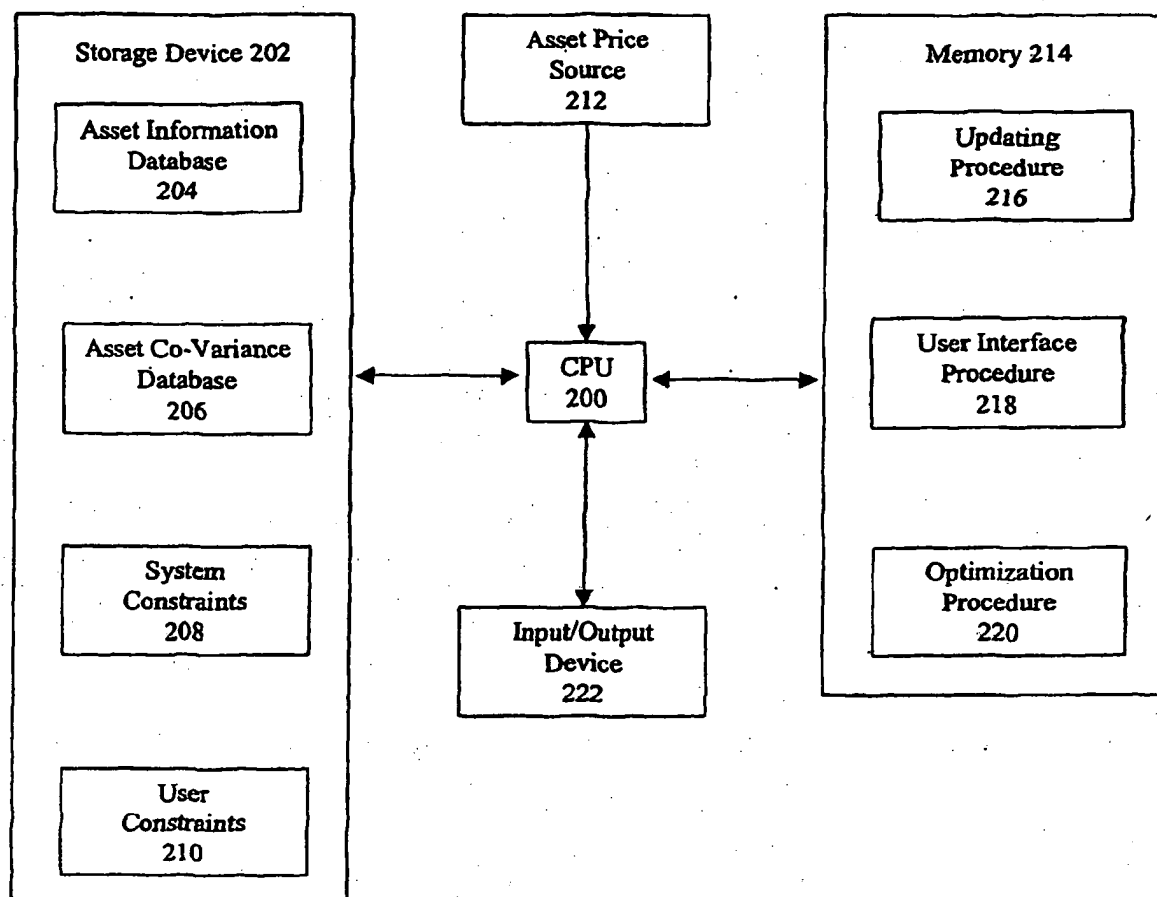 Storage Device 202
Asset Information
Database
204
Asset Co-Variance
Database
206
System
Constraints
208
User
Constraints
210
Asset Price
Source
212
CPU
200
Input/Output
Device
222
Memory 214
Updating
Procedure
216
User Interface
Procedure
218
Optimization
Procedure
220